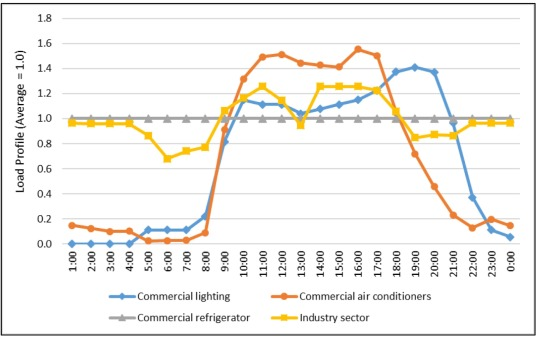 1.8
1.6
1.4
1.2
1.0
0.8
0.6
0.4
0.2
0.0
Load Profile (Average = 1.0)
1:00 2:00 3:00 4:00 5:00 6:00 7:00 8:00 9:00 10:00 11:00 12:00 13:00 14:00 15:00 16:00 17:00 18:00 19:00 20:00 21:00 22:00 23:00 0:00
Commercial lighting Commercial air conditioners
Commercial refrigerator Industry sector